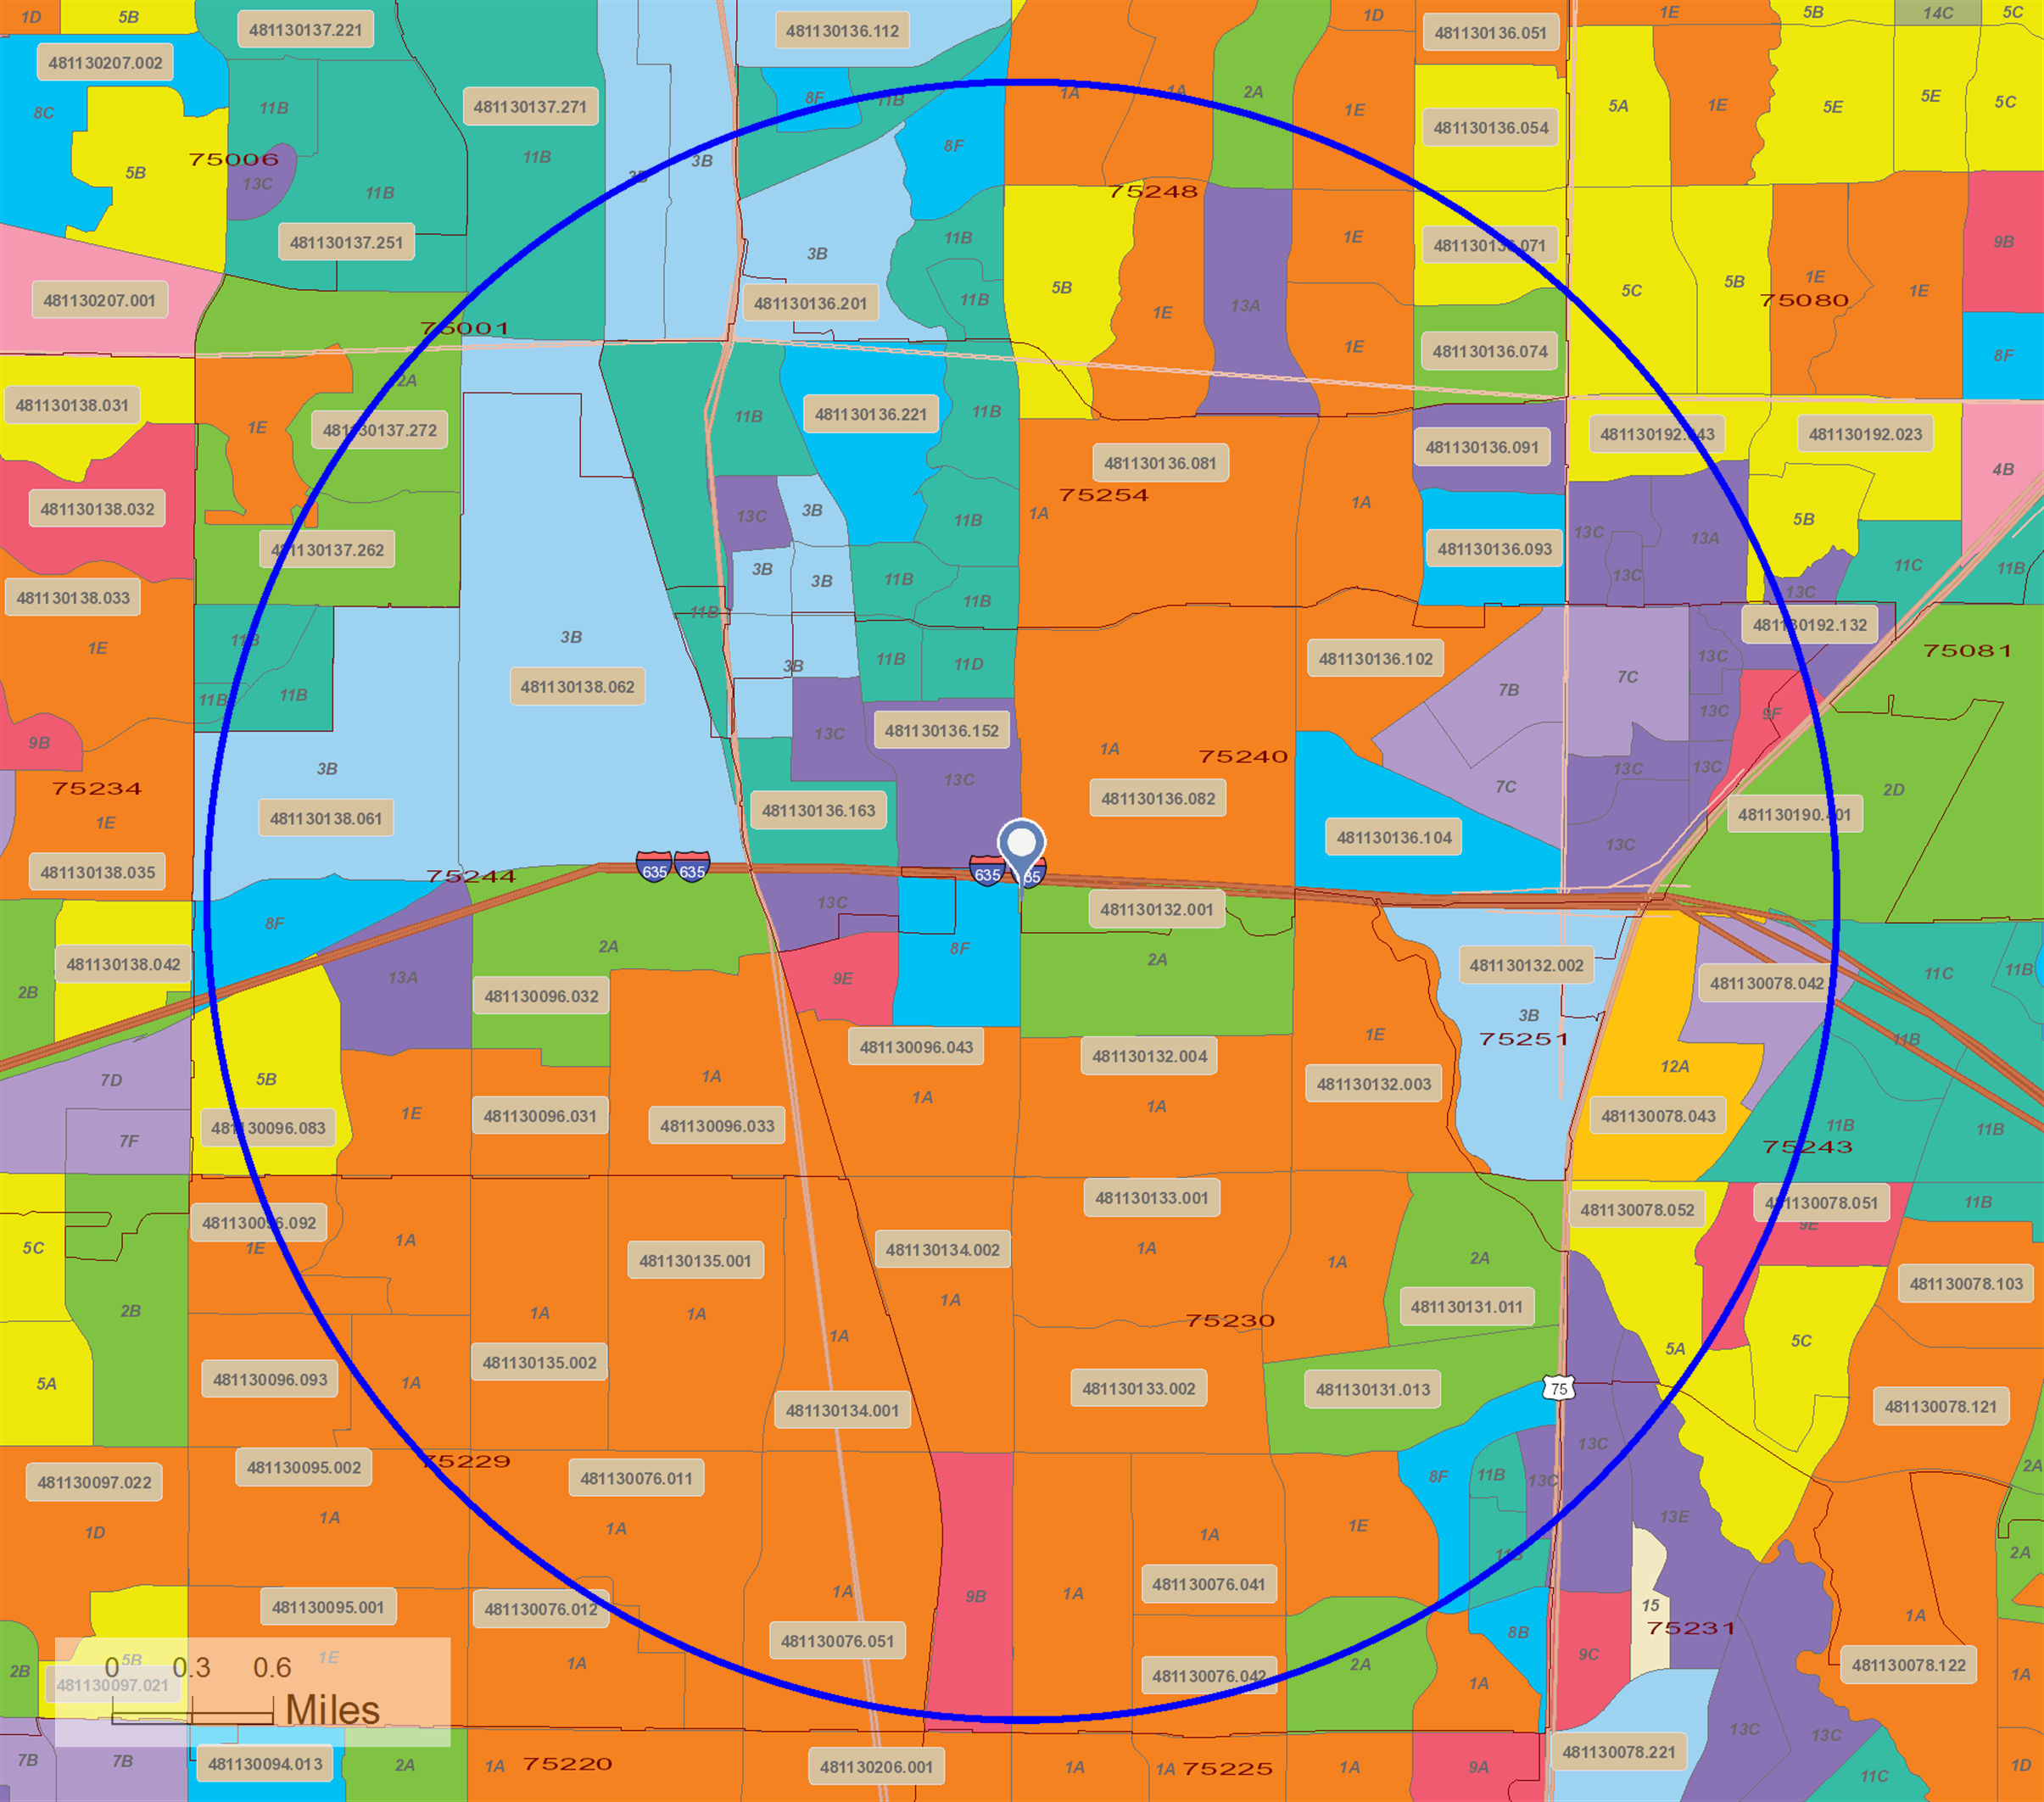 1D 5B 481130137.221 481130136.112 1D 481130136.051 1E 5B 14C 5C
481130207.002
8C 11B 481130137.271 8F 11B 1A 1A 2A 1E 481130136.054 5A 1E 5E 5E 5C
75006 5B 13C 11B 11B 3B 3B 8F 75248
481130137.251 3B 11B 1E 481130136.071 9B
481130207.001 481130136.201 11B 5B 1E 13A 5C 5B 1E 1E 75080
75001 1E 481130136.074 8F
481130138.031 2A 1E 481130137.272 11B 481130136.221 11B 481130136.091 481130192.043 481130192.023
481130136.081 4B
481130138.032 13C 3B 11B 1A 75254 1A 13C 13A 5B
481130137.262 481130136.093
481130138.033 3B 3B 11B 11B 13C 13C 11C 11B
1E 11B 3B 11B 3B 11B 11D 481130136.102 13C 481130192.132 75081
11B 11B 481130138.062 7B 7C
9B 3B 13C 481130136.152 1A 75240 13C 9F
75234 13C 7C 13C 13C 2D
1E 481130138.061 481130136.163 481130136.082 481130136.104 13C 481130190.401
481130138.035 75244 635 635 635
8F 13C 481130132.001
481130138.042 2A 8F 2A 481130132.002 11C 11B
2B 13A 481130096.032 9E 481130078.042
3B 75251 1E 11B
481130096.043 481130132.004
7D 5B 1A 481130132.003 12A
1E 481130096.031 1A 1A 481130078.043
7F 481130096.083 481130096.033 75243 11B 11B
481130096.092 481130133.001 481130078.052 481130078.051 11B
5C 1E 1A 481130135.001 481130134.002 1A 1A 2A 9E
2B 1A 1A 1A 75230 481130131.011 481130078.103
1A 5A 5C
5A 481130096.093 1A 481130135.002 481130134.001 481130133.002 481130131.013 75 481130078.121
75229 13C
481130097.022 481130095.002 481130076.011 8F 11B 13C 2A
1D 1A 1A 1A 1E 13E
11B 2A
481130095.001 481130076.012 1A 9B 1A 481130076.041 15 1A
2B 5B 1E 1A 481130076.051 481130076.042 2A 8B 9C 75231
481130097.021 1A 481130078.122 1A
0 0.3 0.6
Miles
7B 7B 481130094.013 2A 1A 75220 481130206.001 1A 1A 75225 1A 9A 481130078.221 13C 13C 11C 1D